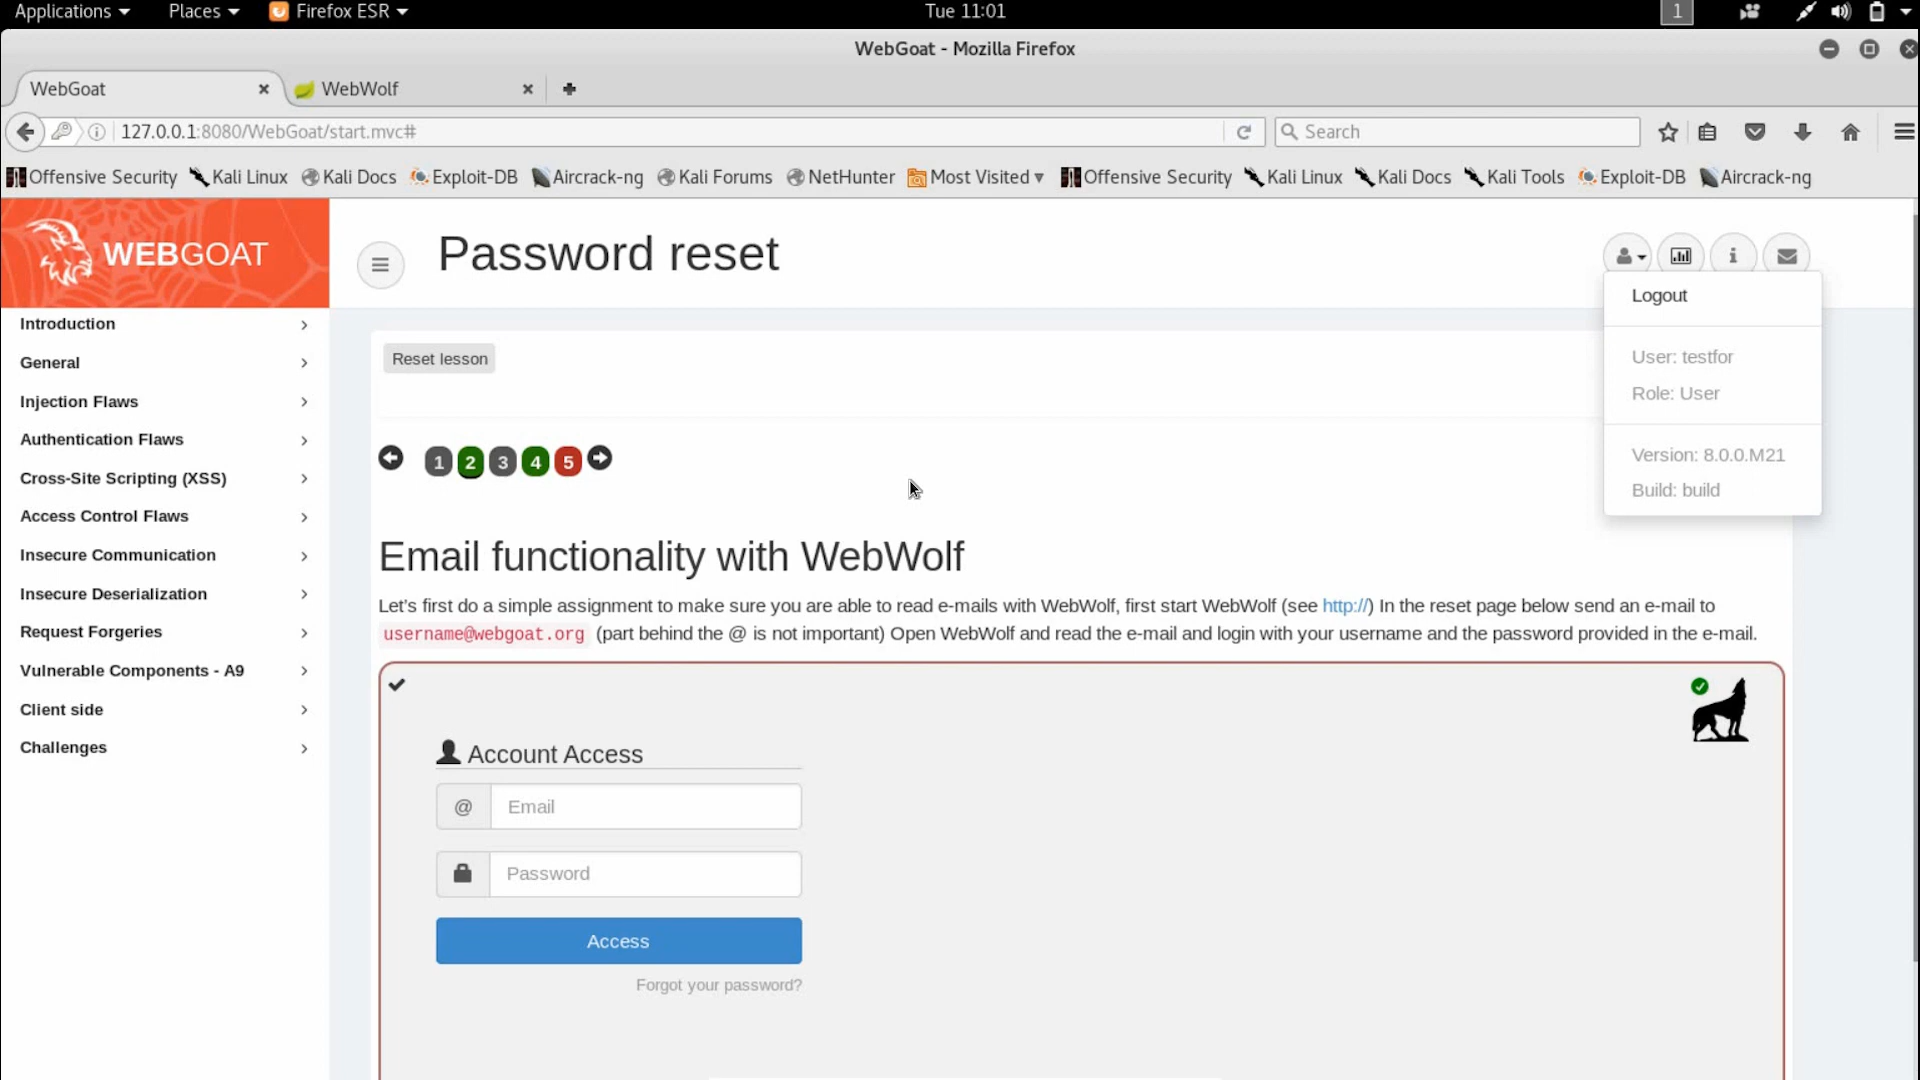 Applications Places Firefox ESR Tue 11:01 1
WebGoat - Mozilla Firefox
WebGoat WebWolf
127.0.0.1:8080/WebGoat/start.mvc# Search
Offensive Security Kali Linux Kali Docs Exploit-DB Aircrack-ng Kali Forums NetHunter Most Visited Offensive Security Kali Linux Kali Docs Kali Tools Exploit-DB Aircrack-ng
WEBGOAT
Password reset
Logout
User: testfor
Role: User
Version: 8.0.0.M21
Build: build
Introduction
General
Injection Flaws
Authentication Flaws
Cross-Site Scripting (XSS)
Access Control Flaws
Insecure Communication
Insecure Deserialization
Request Forgeries
Vulnerable Components - A9
Client side
Challenges
Reset lesson
1 2 3 4 5
Email functionality with WebWolf
Let's first do a simple assignment to make sure you are able to read e-mails with WebWolf, first start WebWolf (see http://) In the reset page below send an e-mail to
username@webgoat.org (part behind the @ is not important) Open WebWolf and read the e-mail and login with your username and the password provided in the e-mail.
Account Access
@ Email
Password
Access
Forgot your password?